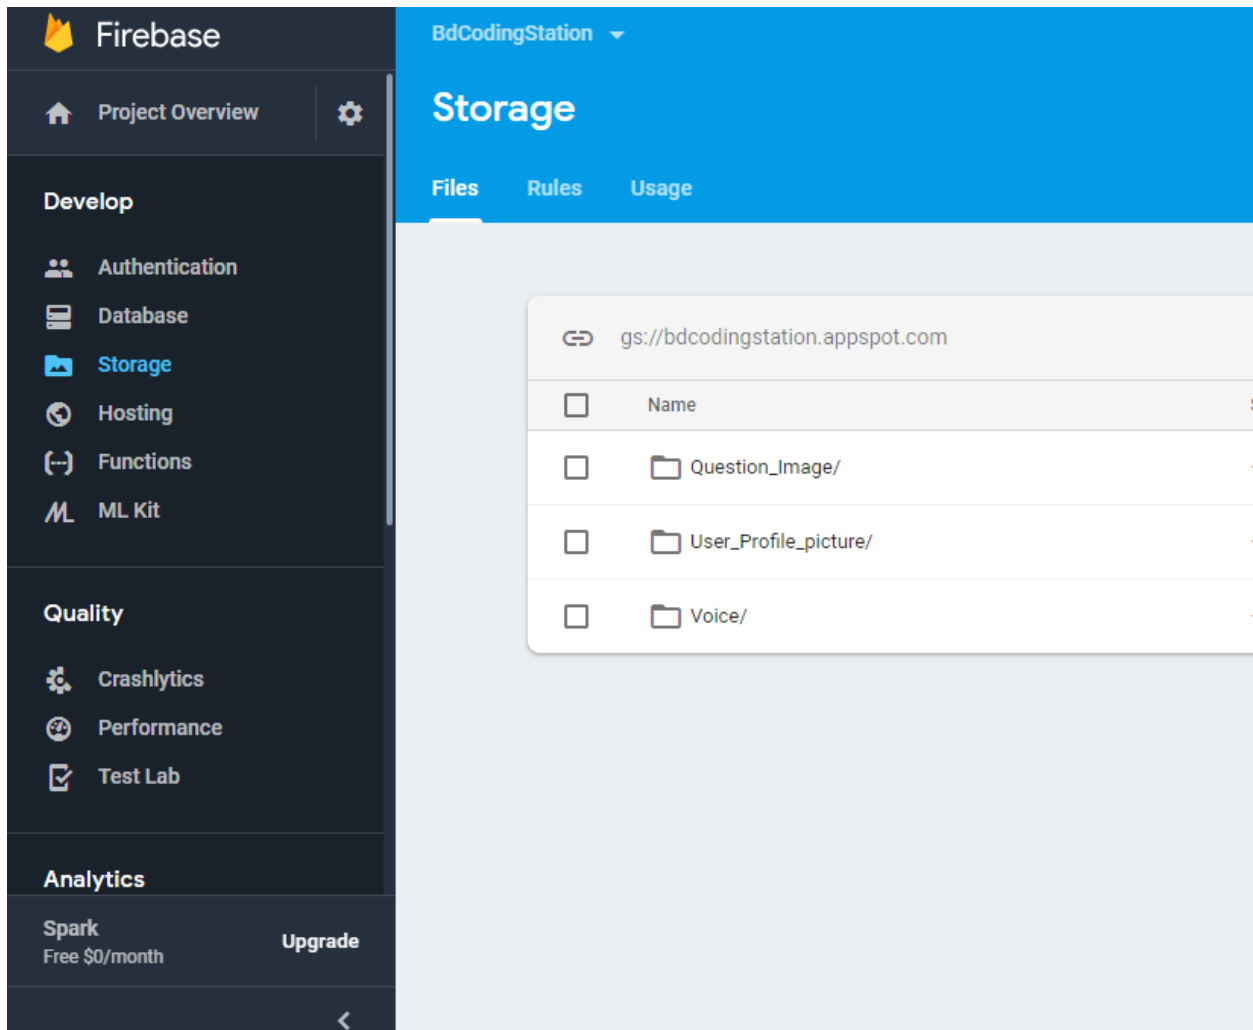 Firebase
Project Overview
Develop
Authentication
Database
Storage
Hosting
Functions
ML Kit
Quality
Crashlytics
Performance
Test Lab
Analytics
Spark
Free $0/month
Upgrade
BdCodingStation
Storage
Files Rules Usage
gs://bdcodingstation.appspot.com
Name
Question_Image/
User_Profile_picture/
Voice/